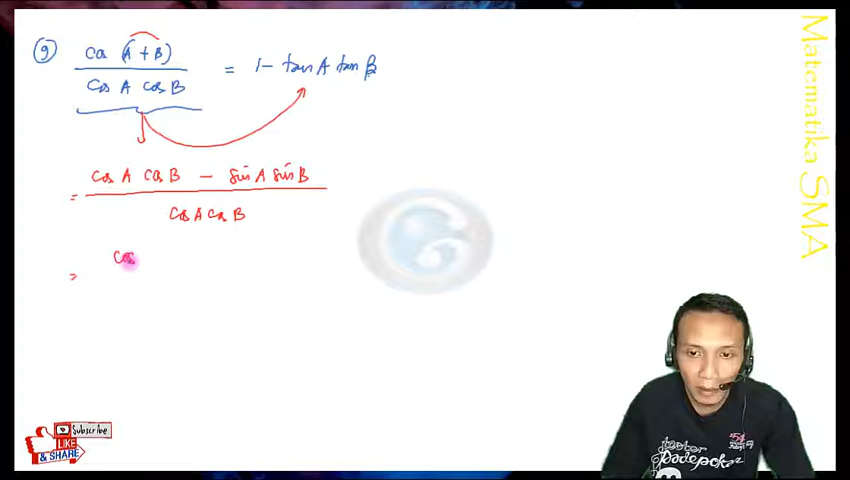 9 cos (A + B)
cos A cos B
= 1 - tan A tan B
cos A cos B - sin A sin B
=
cos A cos B
cos
=
Matematika SMA
Subscribe
LIKE
& SHARE
54